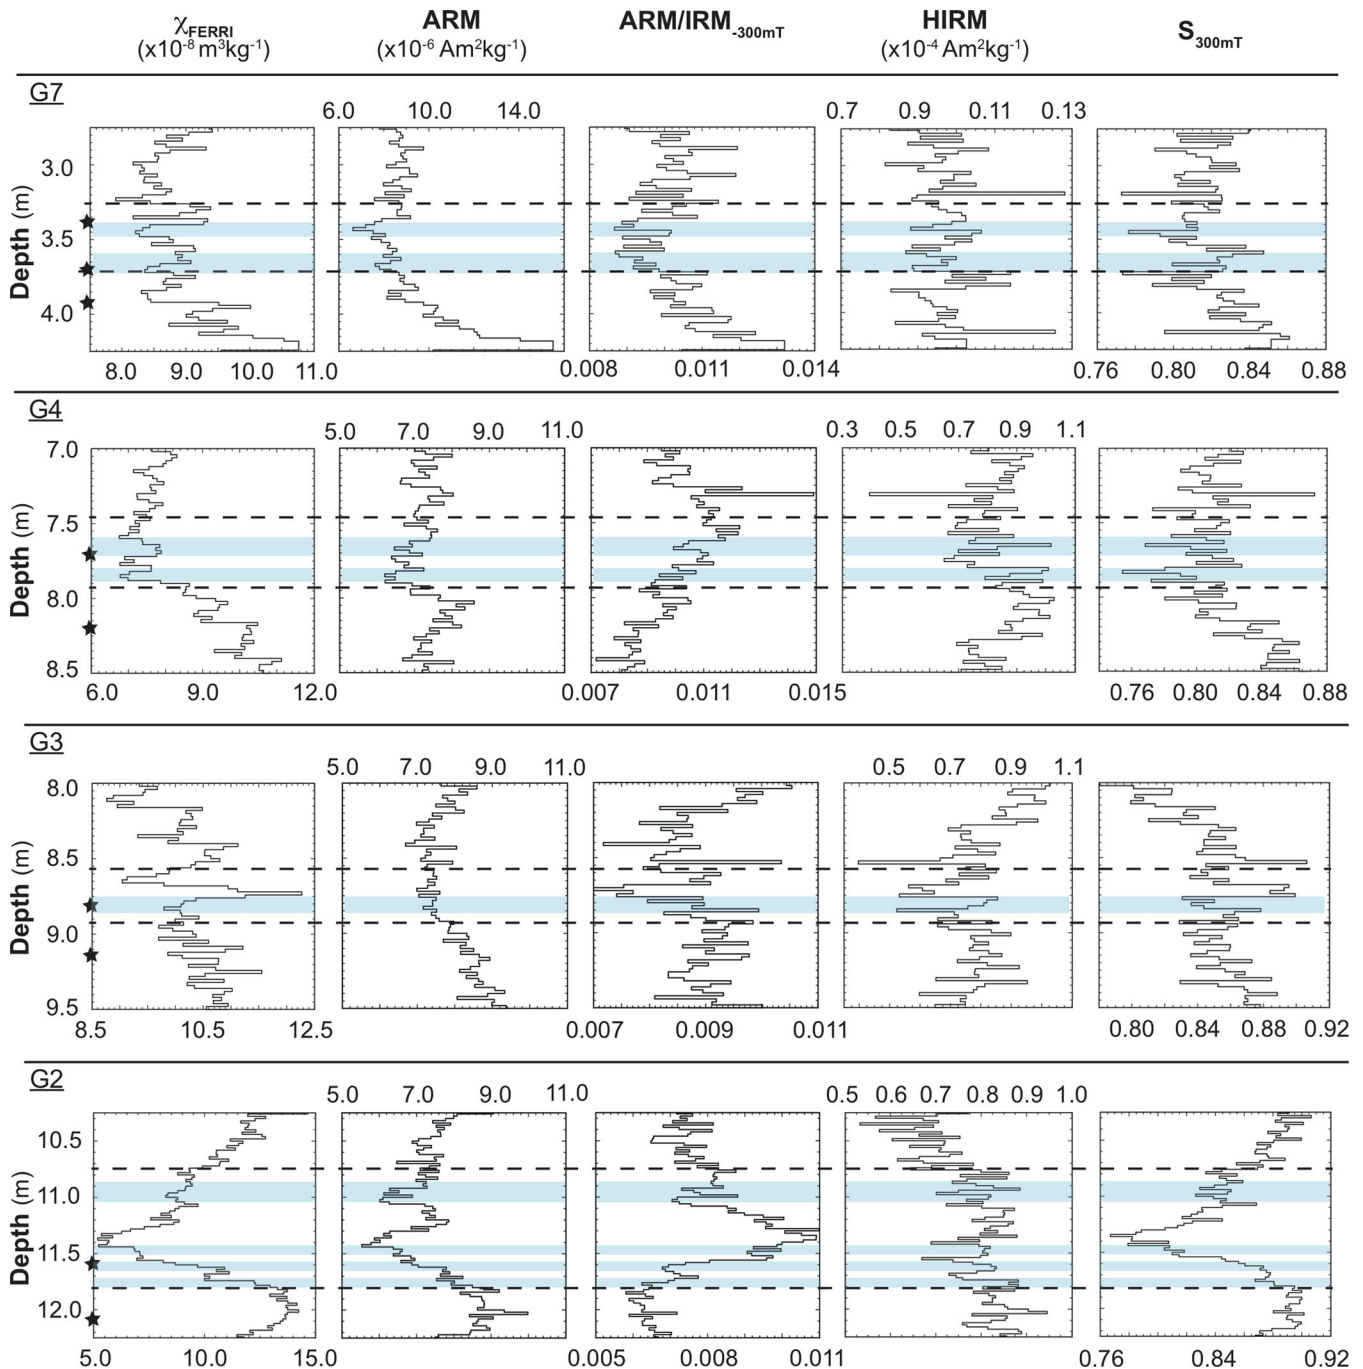 χFERRI ARM ARM/IRM-300mT HIRM S300mT
(x10-8 m3kg-1) (x10-6 Am2kg-1) (x10-4 Am2kg-1)
G7
6.0 10.0 14.0 0.7 0.9 0.11 0.13
3.0
3.5
4.0
Depth (m)
8.0 9.0 10.0 11.0 0.008 0.011 0.014 0.76 0.80 0.84 0.88
G4
5.0 7.0 9.0 11.0 0.3 0.5 0.7 0.9 1.1
7.0
7.5
8.0
8.5
Depth (m)
6.0 9.0 12.0 0.007 0.011 0.015 0.76 0.80 0.84 0.88
G3
5.0 7.0 9.0 11.0 0.5 0.7 0.9 1.1
8.0
8.5
9.0
9.5
Depth (m)
8.5 10.5 12.5 0.007 0.009 0.011 0.80 0.84 0.88 0.92
G2
5.0 7.0 9.0 11.0 0.5 0.6 0.7 0.8 0.9 1.0
10.5
11.0
11.5
12.0
Depth (m)
5.0 10.0 15.0 0.005 0.008 0.011 0.76 0.84 0.92